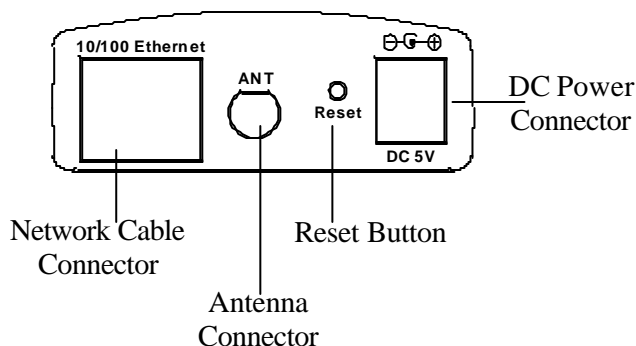 10/100 Ethernet
ANT
Reset
DC 5V
DC Power
Connector
Network Cable
Connector
Reset Button
Antenna
Connector